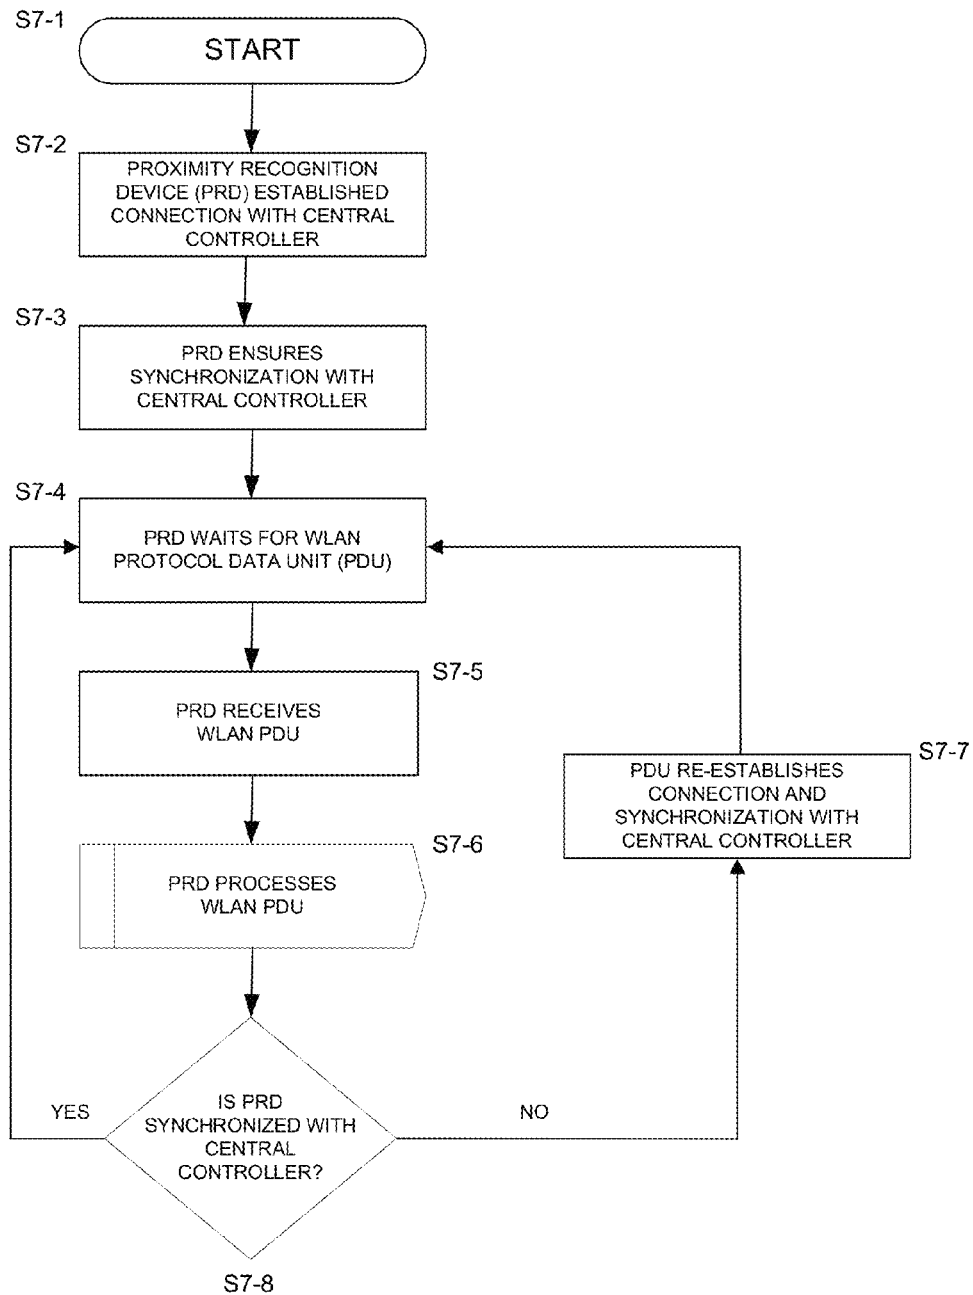 S7-1
START
S7-2
PROXIMITY RECOGNITION
DEVICE (PRD) ESTABLISHED
CONNECTION WITH CENTRAL
CONTROLLER
S7-3
PRD ENSURES
SYNCHRONIZATION WITH
CENTRAL CONTROLLER
S7-4
PRD WAITS FOR WLAN
PROTOCOL DATA UNIT (PDU)
S7-5
PRD RECEIVES
WLAN PDU
S7-7
PDU RE-ESTABLISHES
CONNECTION AND
SYNCHRONIZATION WITH
CENTRAL CONTROLLER
S7-6
PRD PROCESSES
WLAN PDU
YES
IS PRD
SYNCHRONIZED WITH
CENTRAL
CONTROLLER?
NO
S7-8